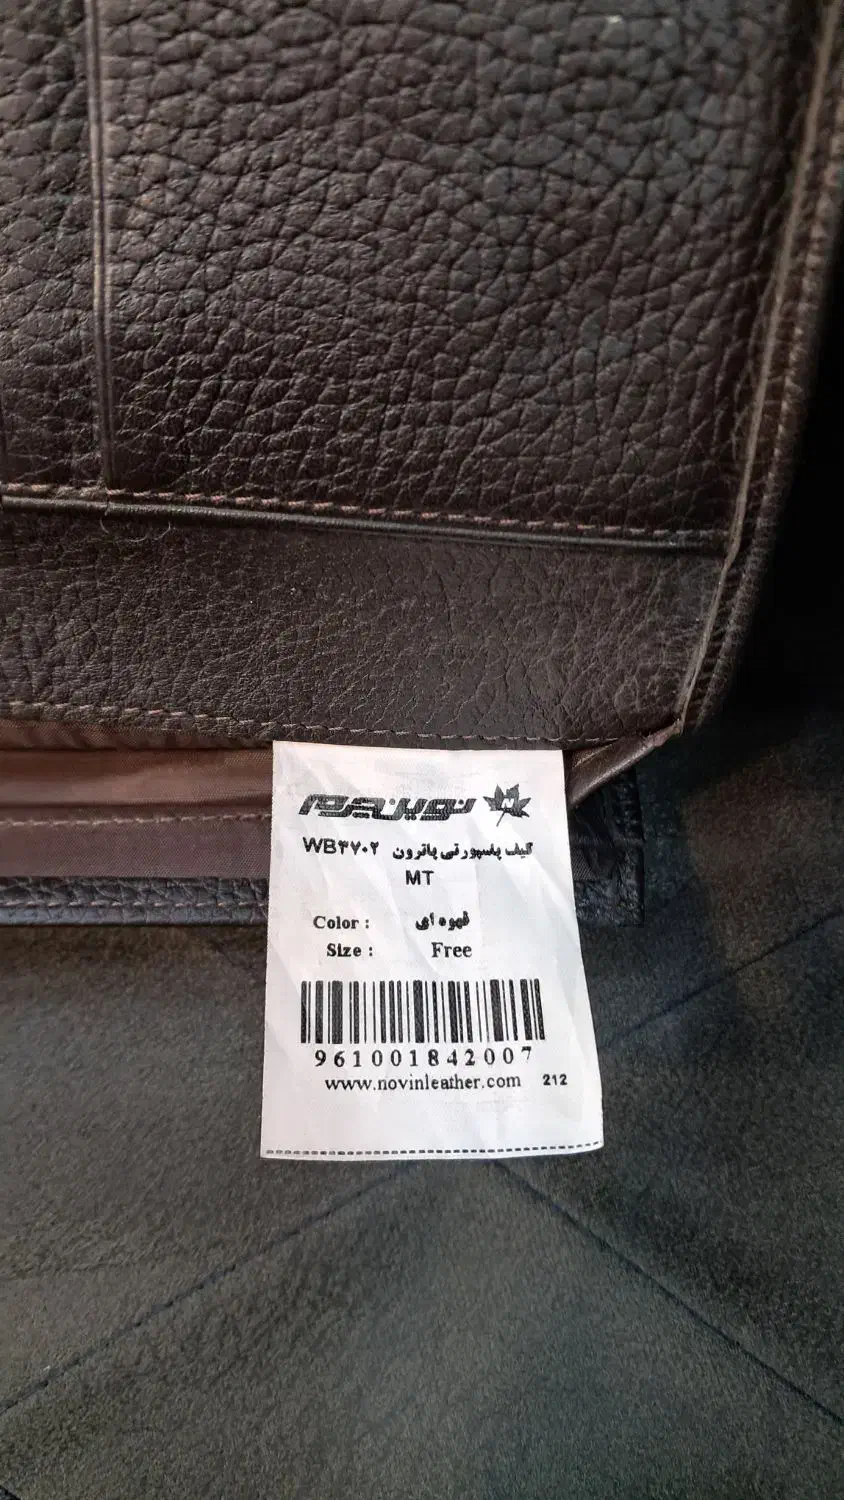 نوین چرم
کیف پاسپورتی پاترون WB۳۷۰۲
MT
Color : قهوه ای
Size : Free
961001842007
www.novinleather.com 212